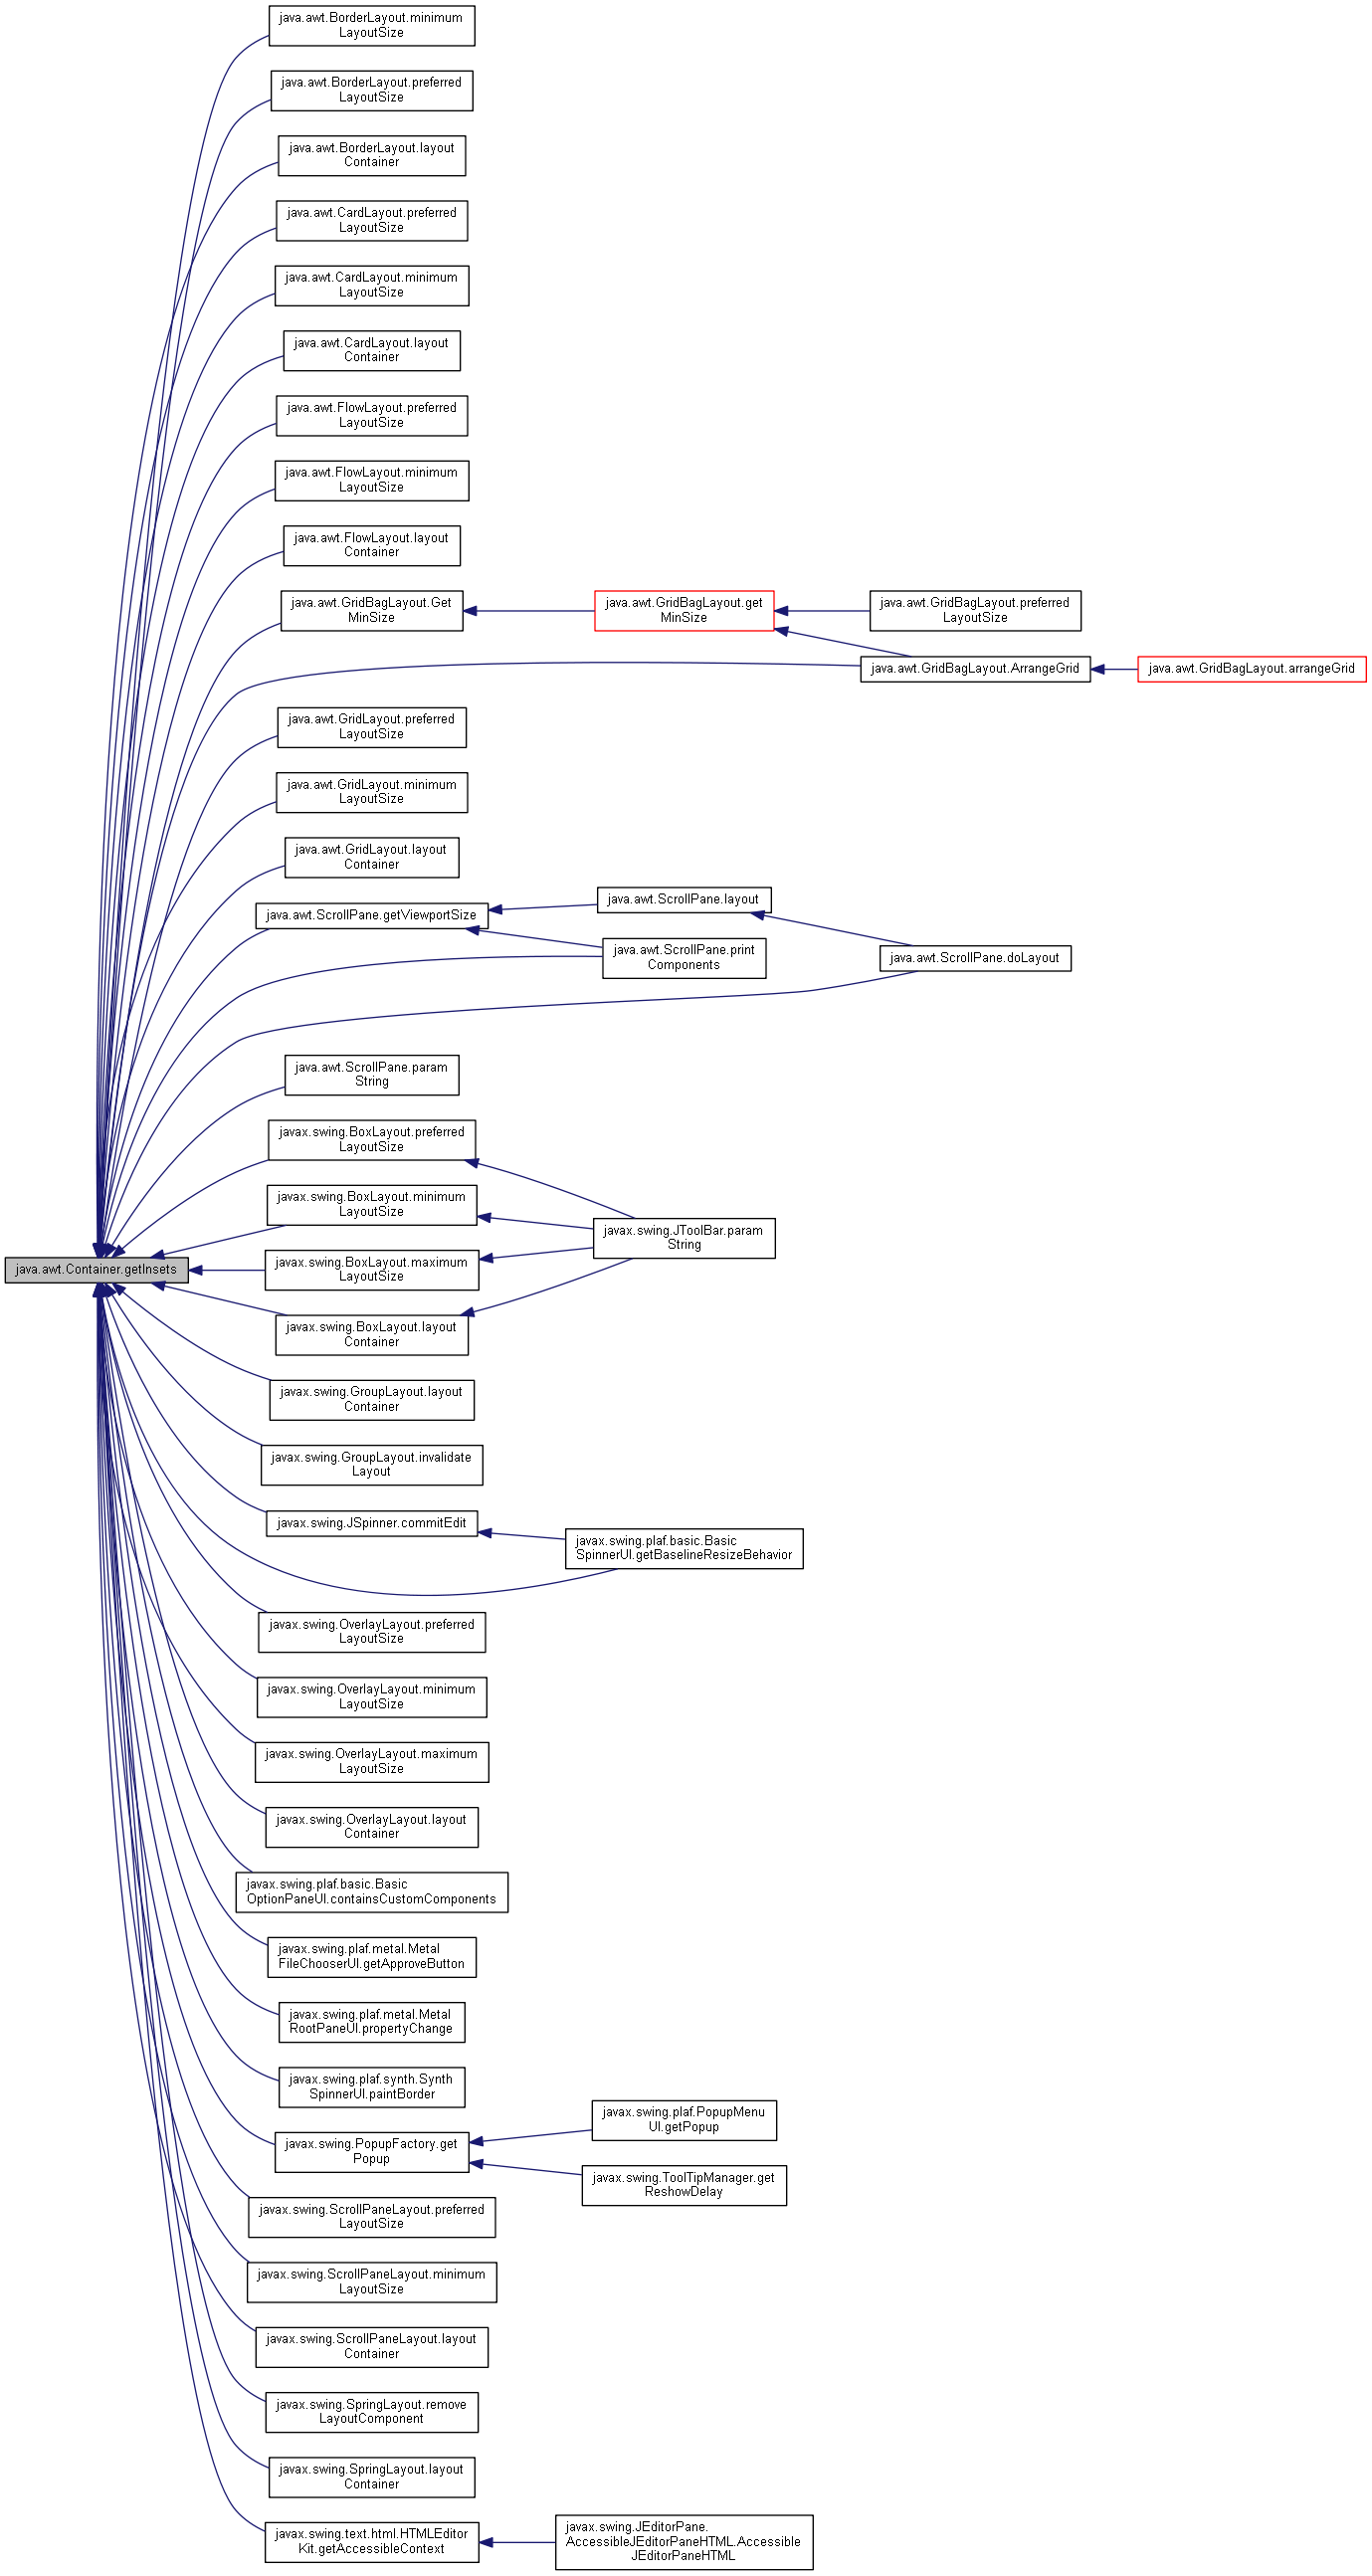 java.awt.BorderLayout.minimum
LayoutSize
java.awt.BorderLayout.preferred
LayoutSize
java.awt.BorderLayout.layout
Container
java.awt.CardLayout.preferred
LayoutSize
java.awt.CardLayout.minimum
LayoutSize
java.awt.CardLayout.layout
Container
java.awt.FlowLayout.preferred
LayoutSize
java.awt.FlowLayout.minimum
LayoutSize
java.awt.FlowLayout.layout
Container
java.awt.GridBagLayout.Get
MinSize
java.awt.GridBagLayout.get
MinSize
java.awt.GridBagLayout.preferred
LayoutSize
java.awt.GridBagLayout.ArrangeGrid
java.awt.GridBagLayout.arrangeGrid
java.awt.GridLayout.preferred
LayoutSize
java.awt.GridLayout.minimum
LayoutSize
java.awt.GridLayout.layout
Container
java.awt.ScrollPane.getViewportSize
java.awt.ScrollPane.layout
java.awt.ScrollPane.print
Components
java.awt.ScrollPane.doLayout
java.awt.ScrollPane.param
String
javax.swing.BoxLayout.preferred
LayoutSize
javax.swing.BoxLayout.minimum
LayoutSize
javax.swing.JToolBar.param
String
java.awt.Container.getInsets
javax.swing.BoxLayout.maximum
LayoutSize
javax.swing.BoxLayout.layout
Container
javax.swing.GroupLayout.layout
Container
javax.swing.GroupLayout.invalidate
Layout
javax.swing.JSpinner.commitEdit
javax.swing.plaf.basic.Basic
SpinnerUI.getBaselineResizeBehavior
javax.swing.OverlayLayout.preferred
LayoutSize
javax.swing.OverlayLayout.minimum
LayoutSize
javax.swing.OverlayLayout.maximum
LayoutSize
javax.swing.OverlayLayout.layout
Container
javax.swing.plaf.basic.Basic
OptionPaneUI.containsCustomComponents
javax.swing.plaf.metal.Metal
FileChooserUI.getApproveButton
javax.swing.plaf.metal.Metal
RootPaneUI.propertyChange
javax.swing.plaf.synth.Synth
SpinnerUI.paintBorder
javax.swing.PopupFactory.get
Popup
javax.swing.plaf.PopupMenu
UI.getPopup
javax.swing.ToolTipManager.get
ReshowDelay
javax.swing.ScrollPaneLayout.preferred
LayoutSize
javax.swing.ScrollPaneLayout.minimum
LayoutSize
javax.swing.ScrollPaneLayout.layout
Container
javax.swing.SpringLayout.remove
LayoutComponent
javax.swing.SpringLayout.layout
Container
javax.swing.text.html.HTMLEditor
Kit.getAccessibleContext
javax.swing.JEditorPane.
AccessibleJEditorPaneHTML.Accessible
JEditorPaneHTML